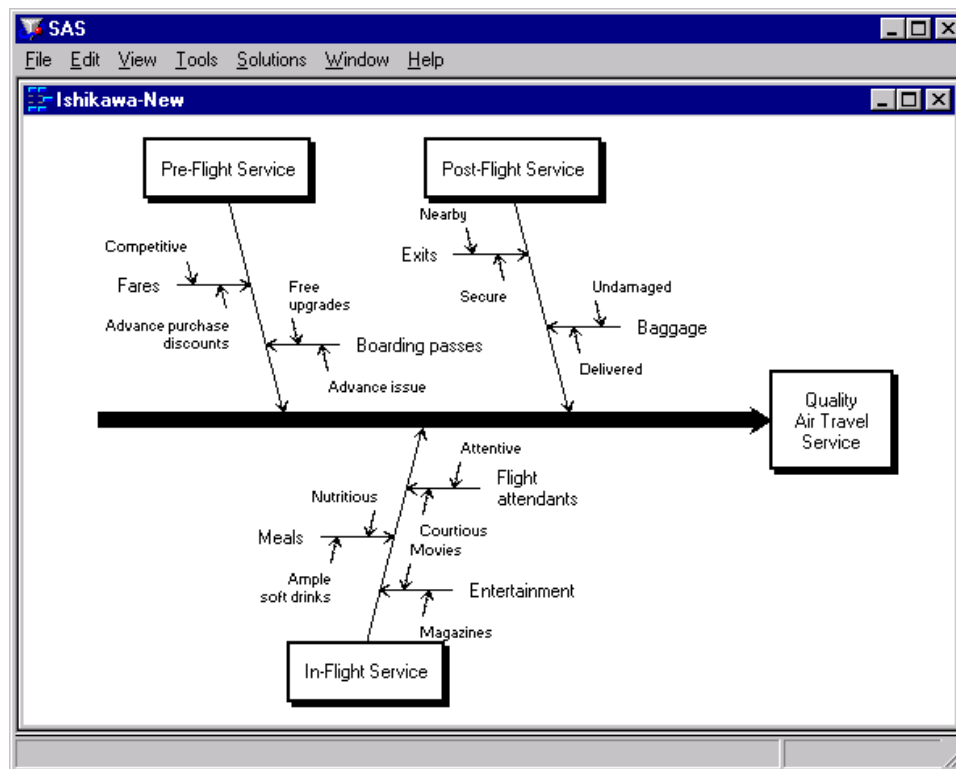 SAS
File Edit View Tools Solutions Window Help
Ishikawa-New
Pre-Flight Service
Post-Flight Service
Nearby
Competitive
Exits
Fares
Free
upgrades
Secure
Undamaged
Advance purchase
discounts
Boarding passes
Baggage
Advance issue
Delivered
Quality
Air Travel
Service
Attentive
Flight
attendants
Nutritious
Meals
Courtious
Movies
Ample
soft drinks
Entertainment
Magazines
In-Flight Service